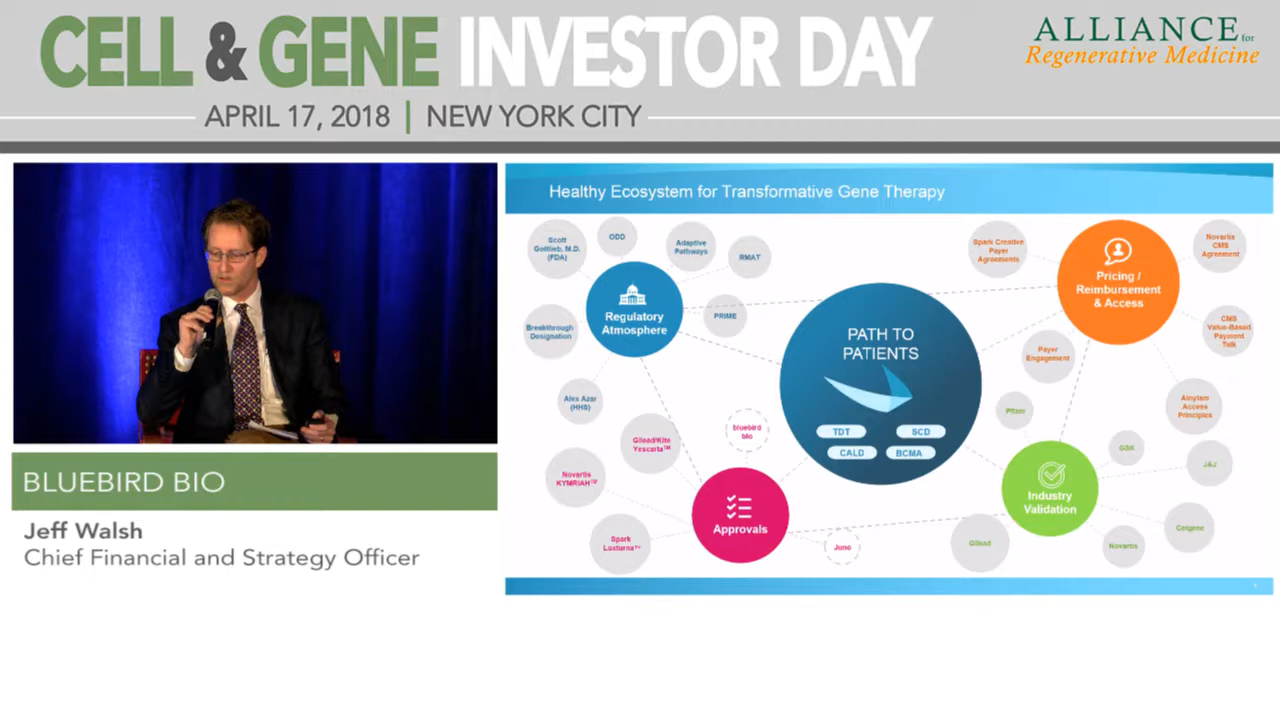 CELL & GENE INVESTOR DAY
APRIL 17, 2018 | NEW YORK CITY
ALLIANCE for
Regenerative Medicine
BLUEBIRD BIO
Jeff Walsh
Chief Financial and Strategy Officer
Healthy Ecosystem for Transformative Gene Therapy
Scott
Gottlieb, M.D.
(FDA)
ODD
Adaptive
Pathways
RMAT
Regulatory
Atmosphere
PRIME
Breakthrough
Designation
Alex Azar
(HHS)
PATH TO
PATIENTS
TDT
SCD
CALD
BCMA
Spark Creative
Payer
Agreements
Pricing /
Reimbursement
& Access
Novartis
CMS
Agreement
CMS
Value-Based
Payment
Talk
Payer
Engagement
Alnylam
Access
Principles
bluebird
bio
Gilead/Kite
Yescarta™
Novartis
KYMRIAH™
Spark
Luxturna™
Approvals
Juno
Pfizer
GSK
J&J
Industry
Validation
Celgene
Gilead
Novartis